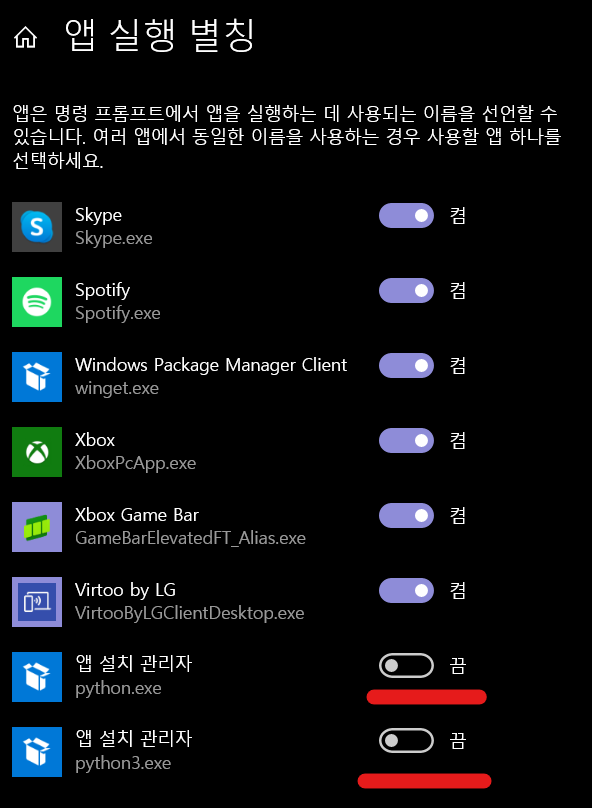 앱 실행 별칭
앱은 명령 프롬프트에서 앱을 실행하는 데 사용되는 이름을 선언할 수
있습니다. 여러 앱에서 동일한 이름을 사용하는 경우 사용할 앱 하나를
선택하세요.
Skype
켬
Skype.exe
Spotify
켬
Spotify.exe
Windows Package Manager Client
켬
winget.exe
Xbox
켬
XboxPcApp.exe
Xbox Game Bar
켬
GameBarElevatedFT_Alias.exe
Virtoo by LG
켬
VirtooByLGClientDesktop.exe
앱 설치 관리자
끔
python.exe
앱 설치 관리자
끔
python3.exe